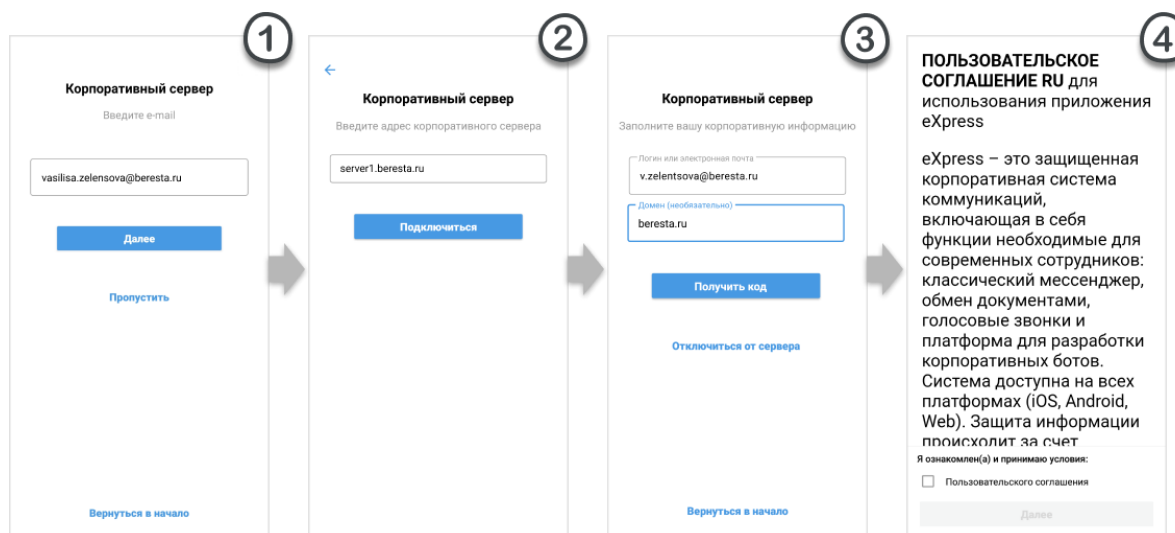 1
Корпоративный сервер
Введите e-mail
vasilisa.zelensova@beresta.ru
Далее
Пропустить
Вернуться в начало
2
Корпоративный сервер
Введите адрес корпоративного сервера
server1.beresta.ru
Подключиться
3
Корпоративный сервер
Заполните вашу корпоративную информацию
Логин или электронная почта
v.zelentsova@beresta.ru
Домен (необязательно)
beresta.ru
Получить код
Отключиться от сервера
Вернуться в начало
4
ПОЛЬЗОВАТЕЛЬСКОЕ
СОГЛАШЕНИЕ RU для
использования приложения
eXpress
eXpress – это защищенная
корпоративная система
коммуникаций,
включающая в себя
функции необходимые для
современных сотрудников:
классический мессенджер,
обмен документами,
голосовые звонки и
платформа для разработки
корпоративных ботов.
Система доступна на всех
платформах (iOS, Android,
Web). Защита информации
происходит за счет
Я ознакомлен(а) и принимаю условия:
Пользовательского соглашения
Далее